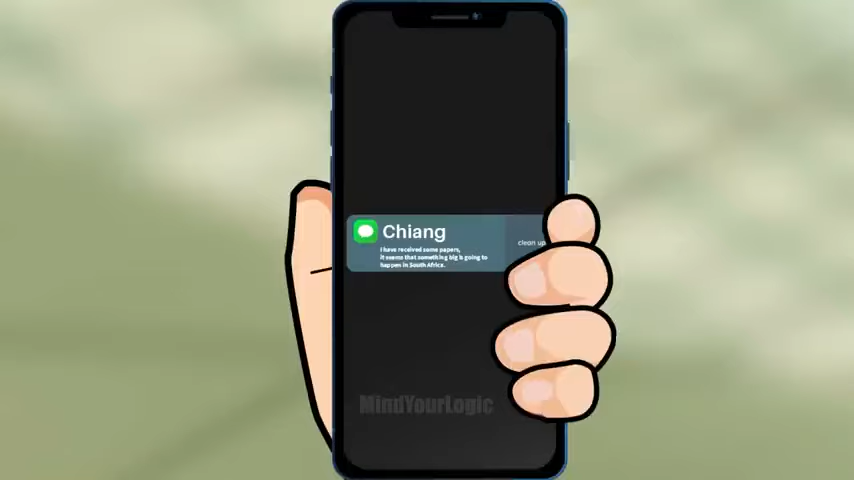 Chiang
I have received some papers,
it seems that something big is going to
happen in South Africa.
clean up
MindYourLogic